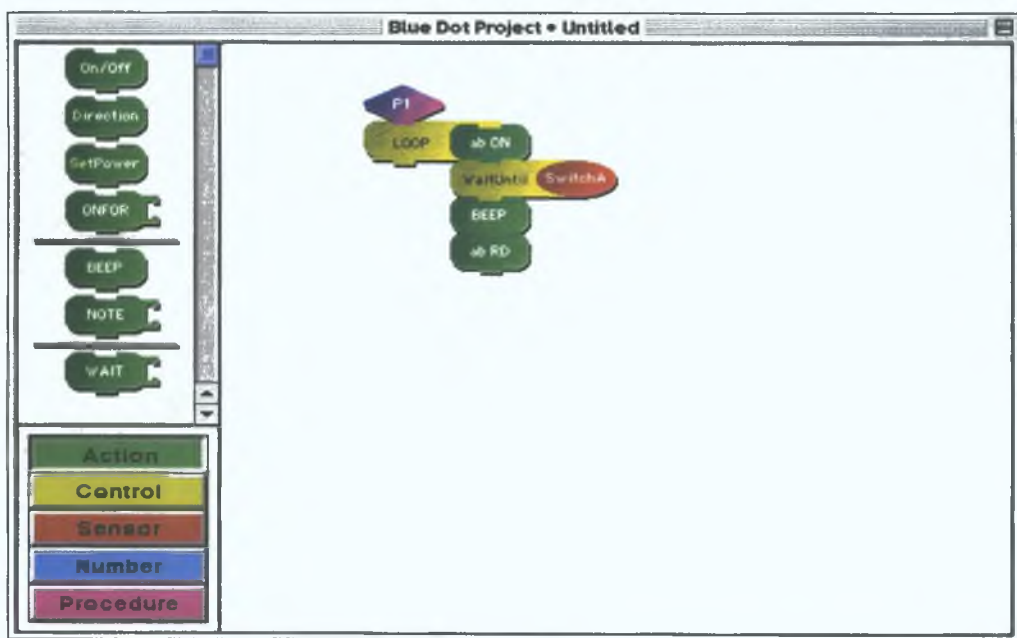 Blue Dot Project • Untitled
On/Off
Direction
SetPower
ONFOR
BEEP
NOTE
WAIT
Action
Control
Sensor
Number
Procedure
P1
LOOP
ab ON
WaitUntil SwitchA
BEEP
ab RD